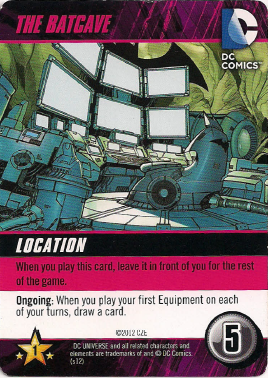 THE BATCAVE
DC
DC
COMICS™
LOCATION
When you play this card, leave it in front of you for the rest
of the game.
Ongoing: When you play your first Equipment on each
of your turns, draw a card.
©2012 CZE
1
DC UNIVERSE and all related characters and
elements are trademarks of and © DC Comics.
(s12)
5